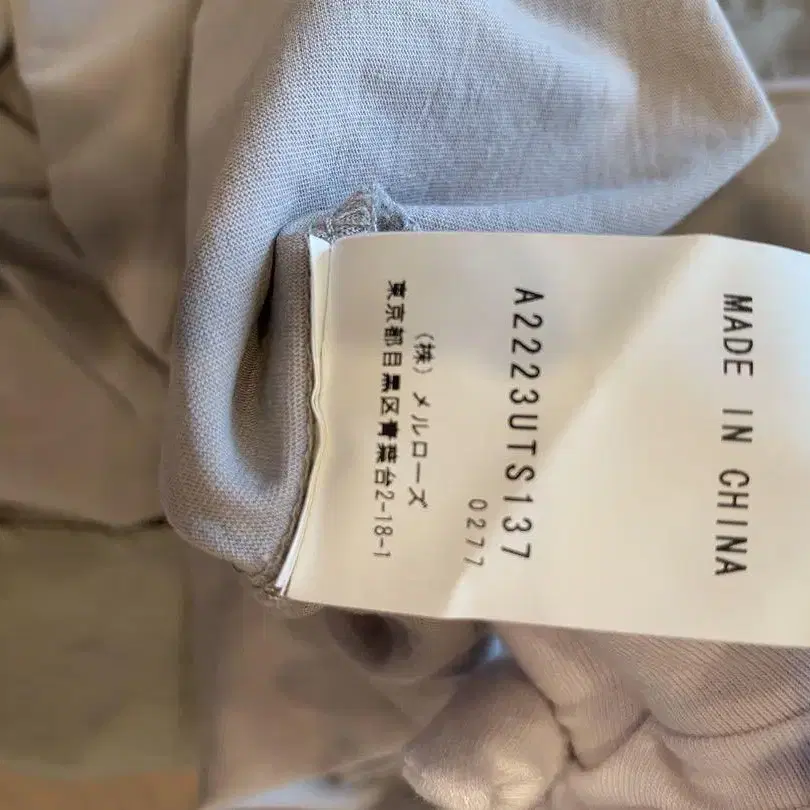 MADE IN CHINA
A2223UTS137
0277
(株) メルローズ
東京都目黒区青葉台2-18-1